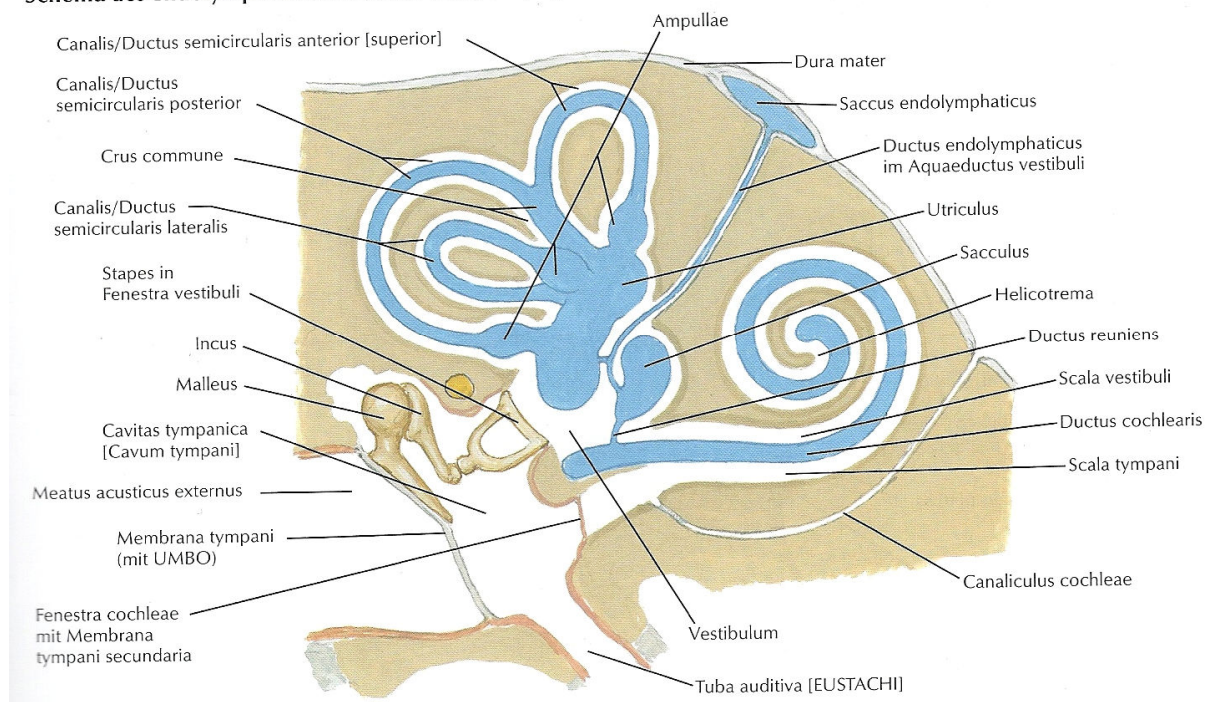 Ampullae
Canalis/Ductus semicircularis anterior [superior]
Dura mater
Canalis/Ductus
semicircularis posterior
Saccus endolymphaticus
Crus commune
Ductus endolymphaticus
im Aquaeductus vestibuli
Canalis/Ductus
semicircularis lateralis
Utriculus
Sacculus
Stapes in
Fenestra vestibuli
Helicotrema
Ductus reuniens
Incus
Scala vestibuli
Malleus
Ductus cochlearis
Cavitas tympanica
[Cavum tympani]
Scala tympani
Meatus acusticus externus
Membrana tympani
(mit UMBO)
Canaliculus cochleae
Fenestra cochleae
mit Membrana
tympani secundaria
Vestibulum
Tuba auditiva [EUSTACHI]